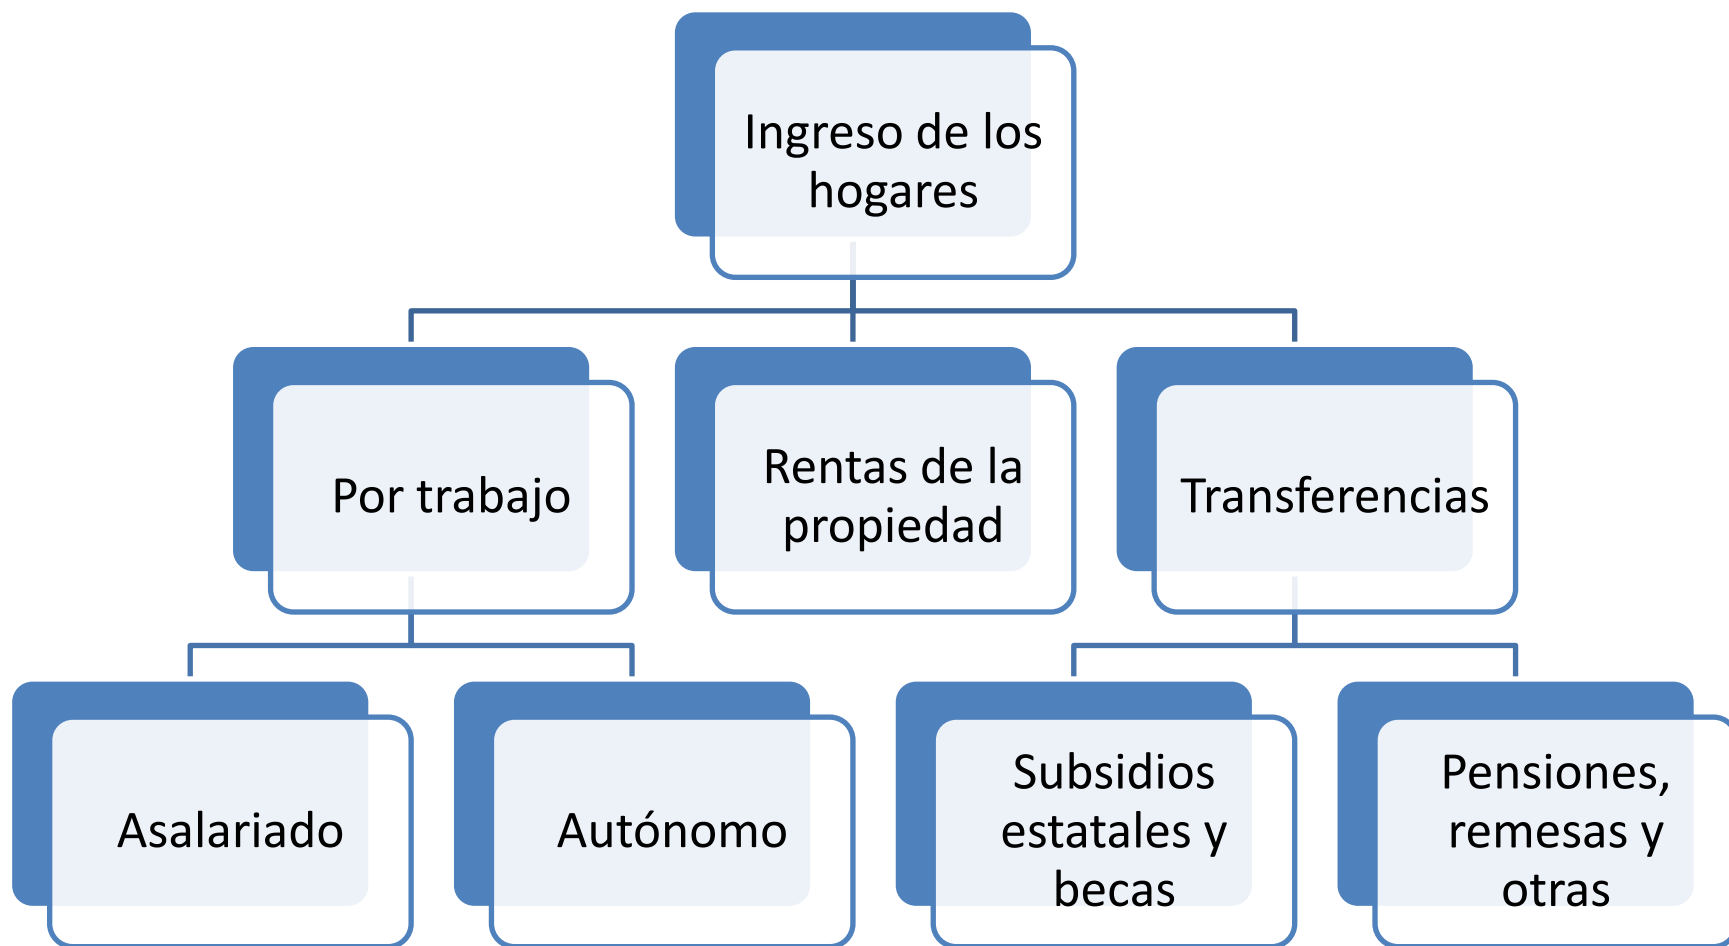 Ingreso de los
hogares
Por trabajo
Rentas de la
propiedad
Transferencias
Asalariado
Autónomo
Subsidios
estatales y
becas
Pensiones,
remesas y
otras